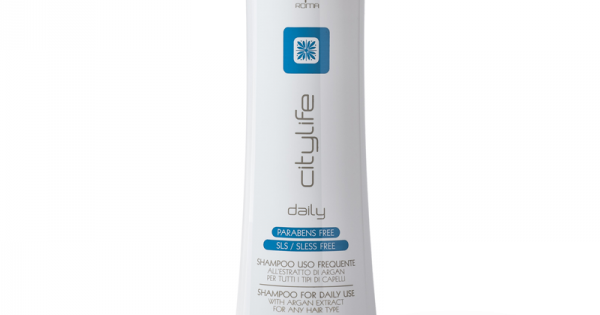 ROMA
citylife
daily
PARABENS FREE
SLS / SLESS FREE
SHAMPOO USO FREQUENTE
ALL'ESTRATTO DI ARGAN
PER TUTTI I TIPI DI CAPELLI
SHAMPOO FOR DAILY USE
WITH ARGAN EXTRACT
FOR ANY HAIR TYPE